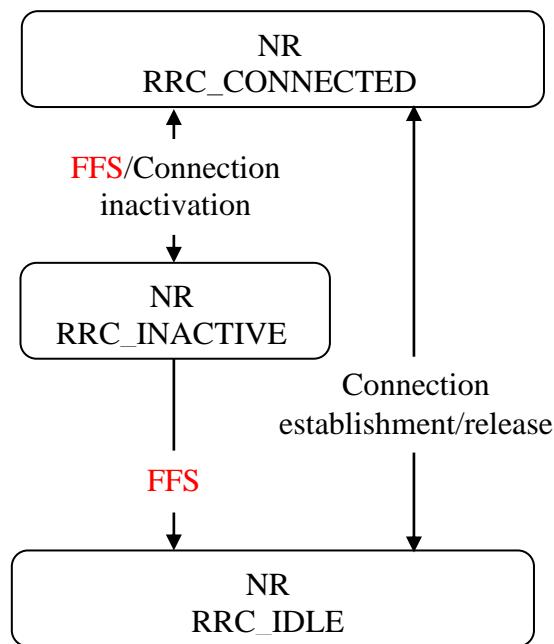 NR
RRC_CONNECTED
FFS/Connection
inactivation
NR
RRC_INACTIVE
Connection
establishment/release
FFS
NR
RRC_IDLE